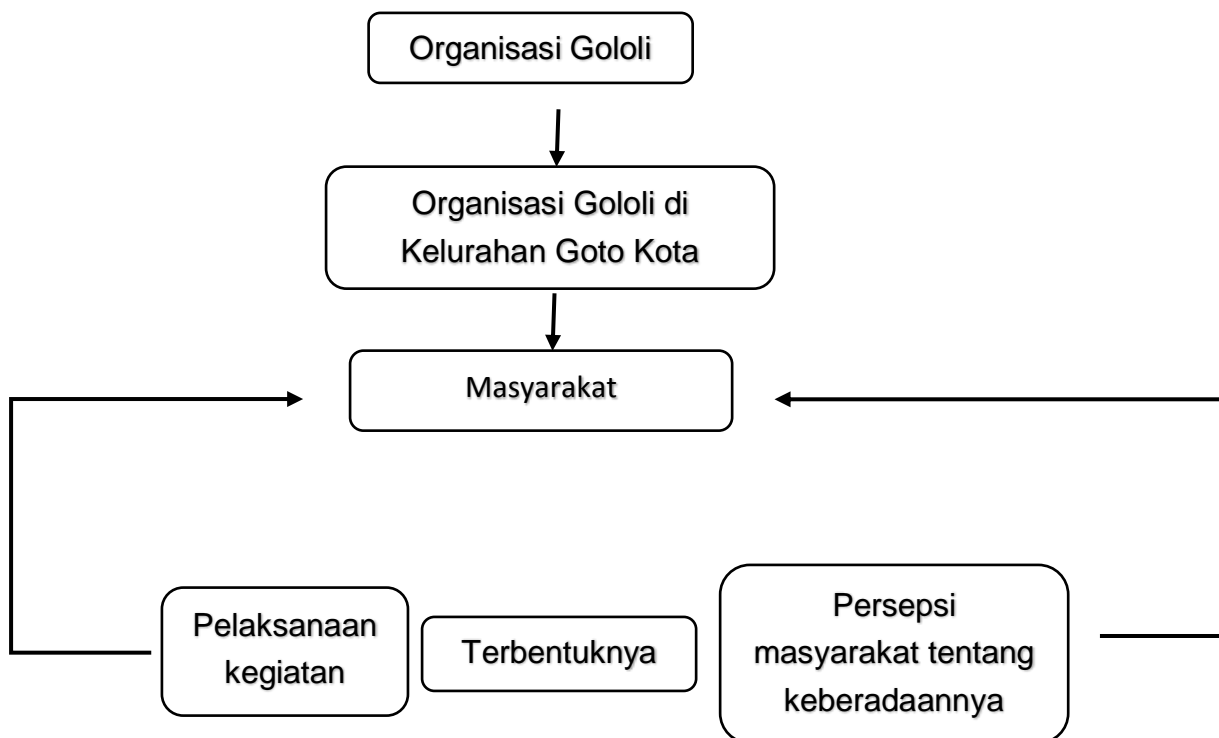 Organisasi Gololi
Organisasi Gololi di
Kelurahan Goto Kota
Masyarakat
Pelaksanaan
kegiatan
Terbentuknya
Persepsi
masyarakat tentang
keberadaannya